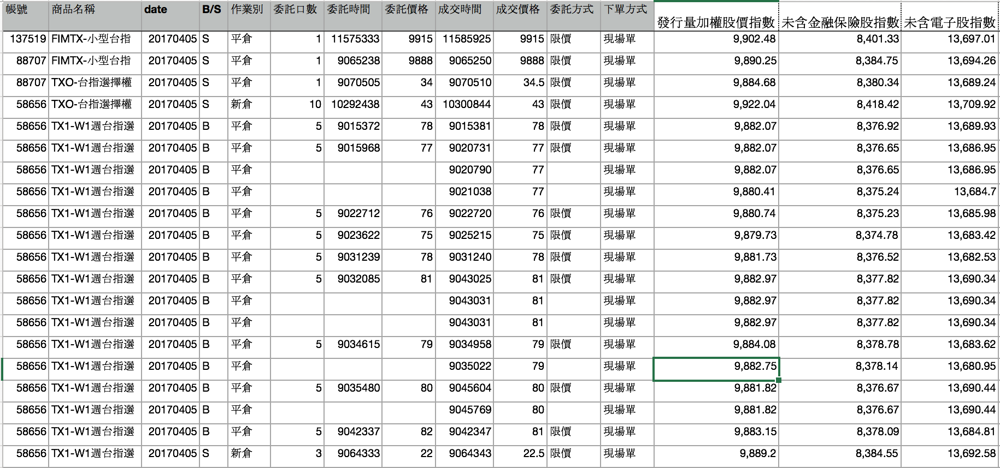 帳號 商品名稱 date B/S 作業別 委託口數 委託時間 委託價格 成交時間 成交價格 委託方式 下單方式 發行量加權股價指數 未含金融保險股指數 未含電子股指數
137519 FIMTX-小型台指 20170405 S 平倉 1 11575333 9915 11585925 9915 限價 現場單 9,902.48 8,401.33 13,697.01
88707 FIMTX-小型台指 20170405 S 平倉 1 9065238 9888 9065250 9888 限價 現場單 9,890.25 8,384.75 13,694.26
88707 TXO-台指選擇權 20170405 S 平倉 1 9070505 34 9070510 34.5 限價 現場單 9,884.68 8,380.34 13,689.24
58656 TXO-台指選擇權 20170405 S 新倉 10 10292438 43 10300844 43 限價 現場單 9,922.04 8,418.42 13,709.92
58656 TX1-W1週台指選 20170405 B 平倉 5 9015372 78 9015381 78 限價 現場單 9,882.07 8,376.92 13,689.93
58656 TX1-W1週台指選 20170405 B 平倉 5 9015968 77 9020731 77 限價 現場單 9,882.07 8,376.65 13,686.95
58656 TX1-W1週台指選 20170405 B 平倉 9020790 77 現場單 9,882.07 8,376.65 13,686.95
58656 TX1-W1週台指選 20170405 B 平倉 9021038 77 現場單 9,880.41 8,375.24 13,684.7
58656 TX1-W1週台指選 20170405 B 平倉 5 9022712 76 9022720 76 限價 現場單 9,880.74 8,375.23 13,685.98
58656 TX1-W1週台指選 20170405 B 平倉 5 9023622 75 9025215 75 限價 現場單 9,879.73 8,374.78 13,683.42
58656 TX1-W1週台指選 20170405 B 平倉 5 9031239 78 9031240 78 限價 現場單 9,881.73 8,376.52 13,682.53
58656 TX1-W1週台指選 20170405 B 平倉 5 9032085 81 9043025 81 限價 現場單 9,882.97 8,377.82 13,690.34
58656 TX1-W1週台指選 20170405 B 平倉 9043031 81 現場單 9,882.97 8,377.82 13,690.34
58656 TX1-W1週台指選 20170405 B 平倉 9043031 81 現場單 9,882.97 8,377.82 13,690.34
58656 TX1-W1週台指選 20170405 B 平倉 5 9034615 79 9034958 79 限價 現場單 9,884.08 8,378.78 13,683.62
58656 TX1-W1週台指選 20170405 B 平倉 9035022 79 現場單 9,882.75 8,378.14 13,680.95
58656 TX1-W1週台指選 20170405 B 平倉 5 9035480 80 9045604 80 限價 現場單 9,881.82 8,376.67 13,690.44
58656 TX1-W1週台指選 20170405 B 平倉 9045769 80 現場單 9,881.82 8,376.67 13,690.44
58656 TX1-W1週台指選 20170405 B 平倉 5 9042337 82 9042347 81 限價 現場單 9,883.15 8,378.09 13,684.81
58656 TX1-W1週台指選 20170405 S 新倉 3 9064333 22 9064343 22.5 限價 現場單 9,889.2 8,384.55 13,692.58